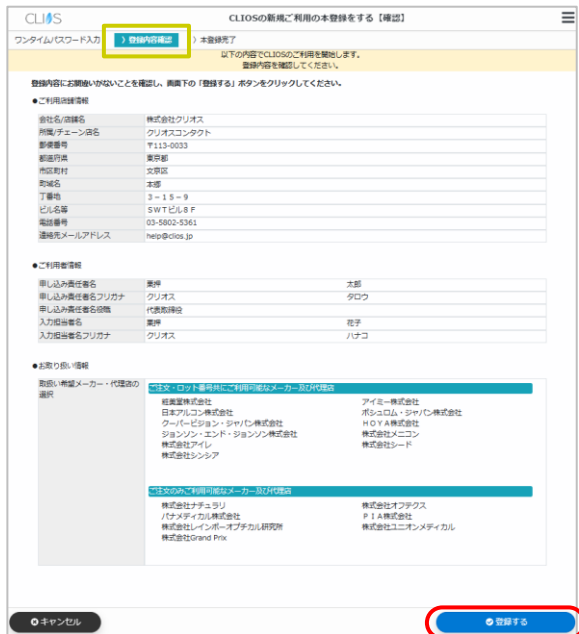 CLIOS
CLIOSの新規ご利用の本登録をする【確認】
ワンタイムパスワード入力 〉登録内容確認 〉本登録完了
以下の内容でCLIOSのご利用を開始します。
登録内容を確認してください。
登録内容にお間違いがないことを確認し、画面下の「登録する」ボタンをクリックしてください。
●ご利用店舗情報
会社名/店舗名 株式会社クリオス
所属/チェーン店名 クリオスコンタクト
郵便番号 〒113-0033
都道府県 東京都
市区町村 文京区
町域名 本郷
丁番地 3-15-9
ビル名等 SWTビル8F
電話番号 03-5802-5361
連絡先メールアドレス help@clios.jp
●ご利用者情報
申し込み責任者名 栗押 太郎
申し込み責任者名フリガナ クリオス タロウ
申し込み責任者名役職 代表取締役
入力担当者名 栗押 花子
入力担当者名フリガナ クリオス ハナコ
●お取り扱い情報
取扱い希望メーカー・代理店の選択
ご注文・ロット番号共にご利用可能なメーカー及び代理店
経美堂株式会社 アイミー株式会社
日本アルコン株式会社 ボシュロム・ジャパン株式会社
クーパービジョン・ジャパン株式会社 HOYA株式会社
ジョンソン・エンド・ジョンソン株式会社 株式会社メニコン
株式会社アイレ 株式会社シード
株式会社シンシア
ご注文のみご利用可能なメーカー及び代理店
株式会社ナチュラリ 株式会社オフテクス
パナメディカル株式会社 PIA株式会社
株式会社レインボーオプチカル研究所 株式会社ユニオンメディカル
株式会社Grand Prix
キャンセル
登録する